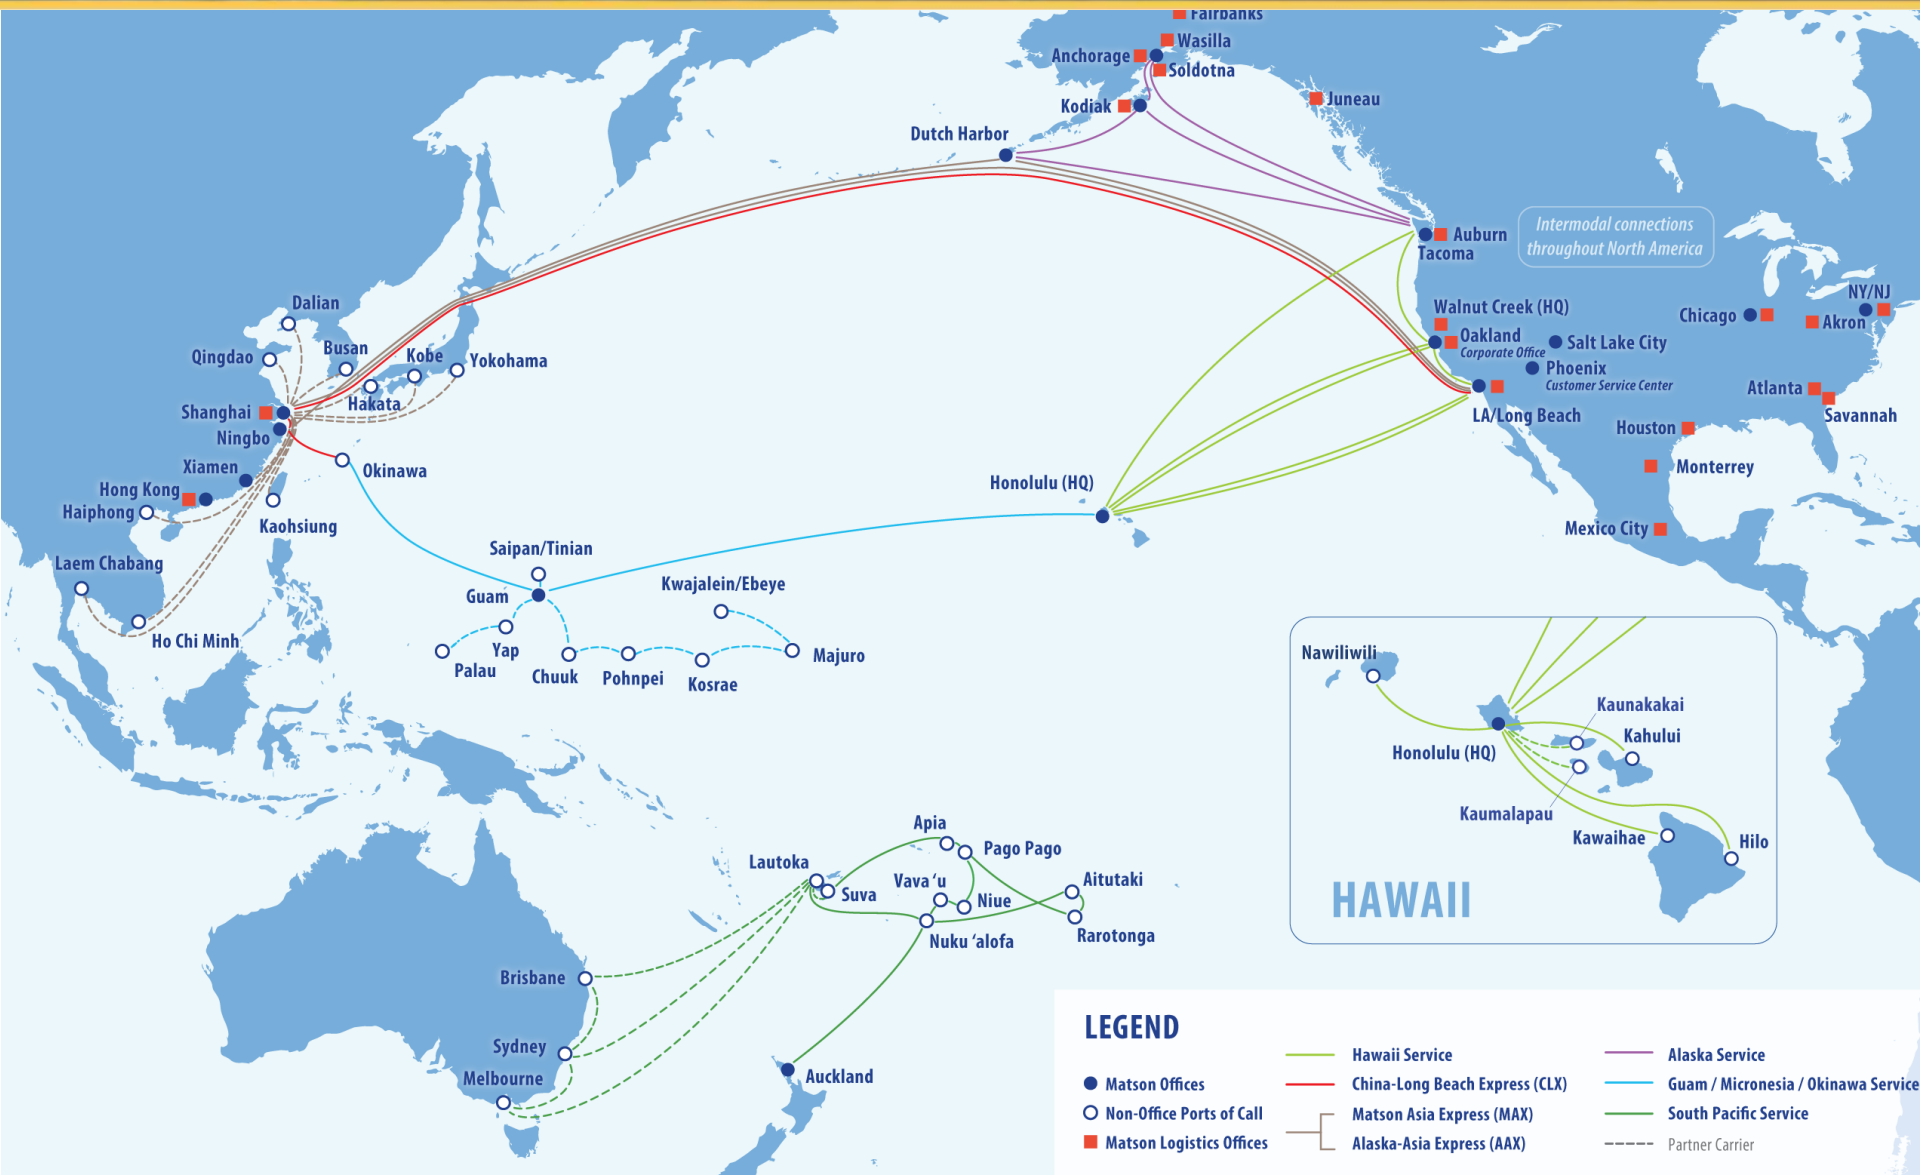 Fairbanks
Wasilla
Anchorage
Soldotna
Kodiak
Juneau
Dutch Harbor
Auburn
Tacoma
Intermodal connections
throughout North America
NY/NJ
Walnut Creek (HQ)
Chicago
Akron
Oakland
Corporate Office
Salt Lake City
Phoenix
Customer Service Center
Atlanta
LA/Long Beach
Savannah
Houston
Monterrey
Mexico City
Dalian
Busan
Qingdao
Kobe
Yokohama
Hakata
Shanghai
Ningbo
Xiamen
Okinawa
Hong Kong
Haiphong
Kaohsiung
Laem Chabang
Ho Chi Minh
Honolulu (HQ)
Saipan/Tinian
Guam
Kwajalein/Ebeye
Yap
Palau
Chuuk
Pohnpei
Kosrae
Majuro
Nawiliwili
Kaunakakai
Kahului
Honolulu (HQ)
Kaumalapau
Kawaihae
Hilo
HAWAII
Apia
Pago Pago
Lautoka
Suva
Vava ‘u
Niue
Aitutaki
Nuku ‘alofa
Rarotonga
Brisbane
Sydney
Melbourne
Auckland
LEGEND
Matson Offices
Non-Office Ports of Call
Matson Logistics Offices
Hawaii Service
China-Long Beach Express (CLX)
Matson Asia Express (MAX)
Alaska-Asia Express (AAX)
Alaska Service
Guam / Micronesia / Okinawa Service
South Pacific Service
Partner Carrier